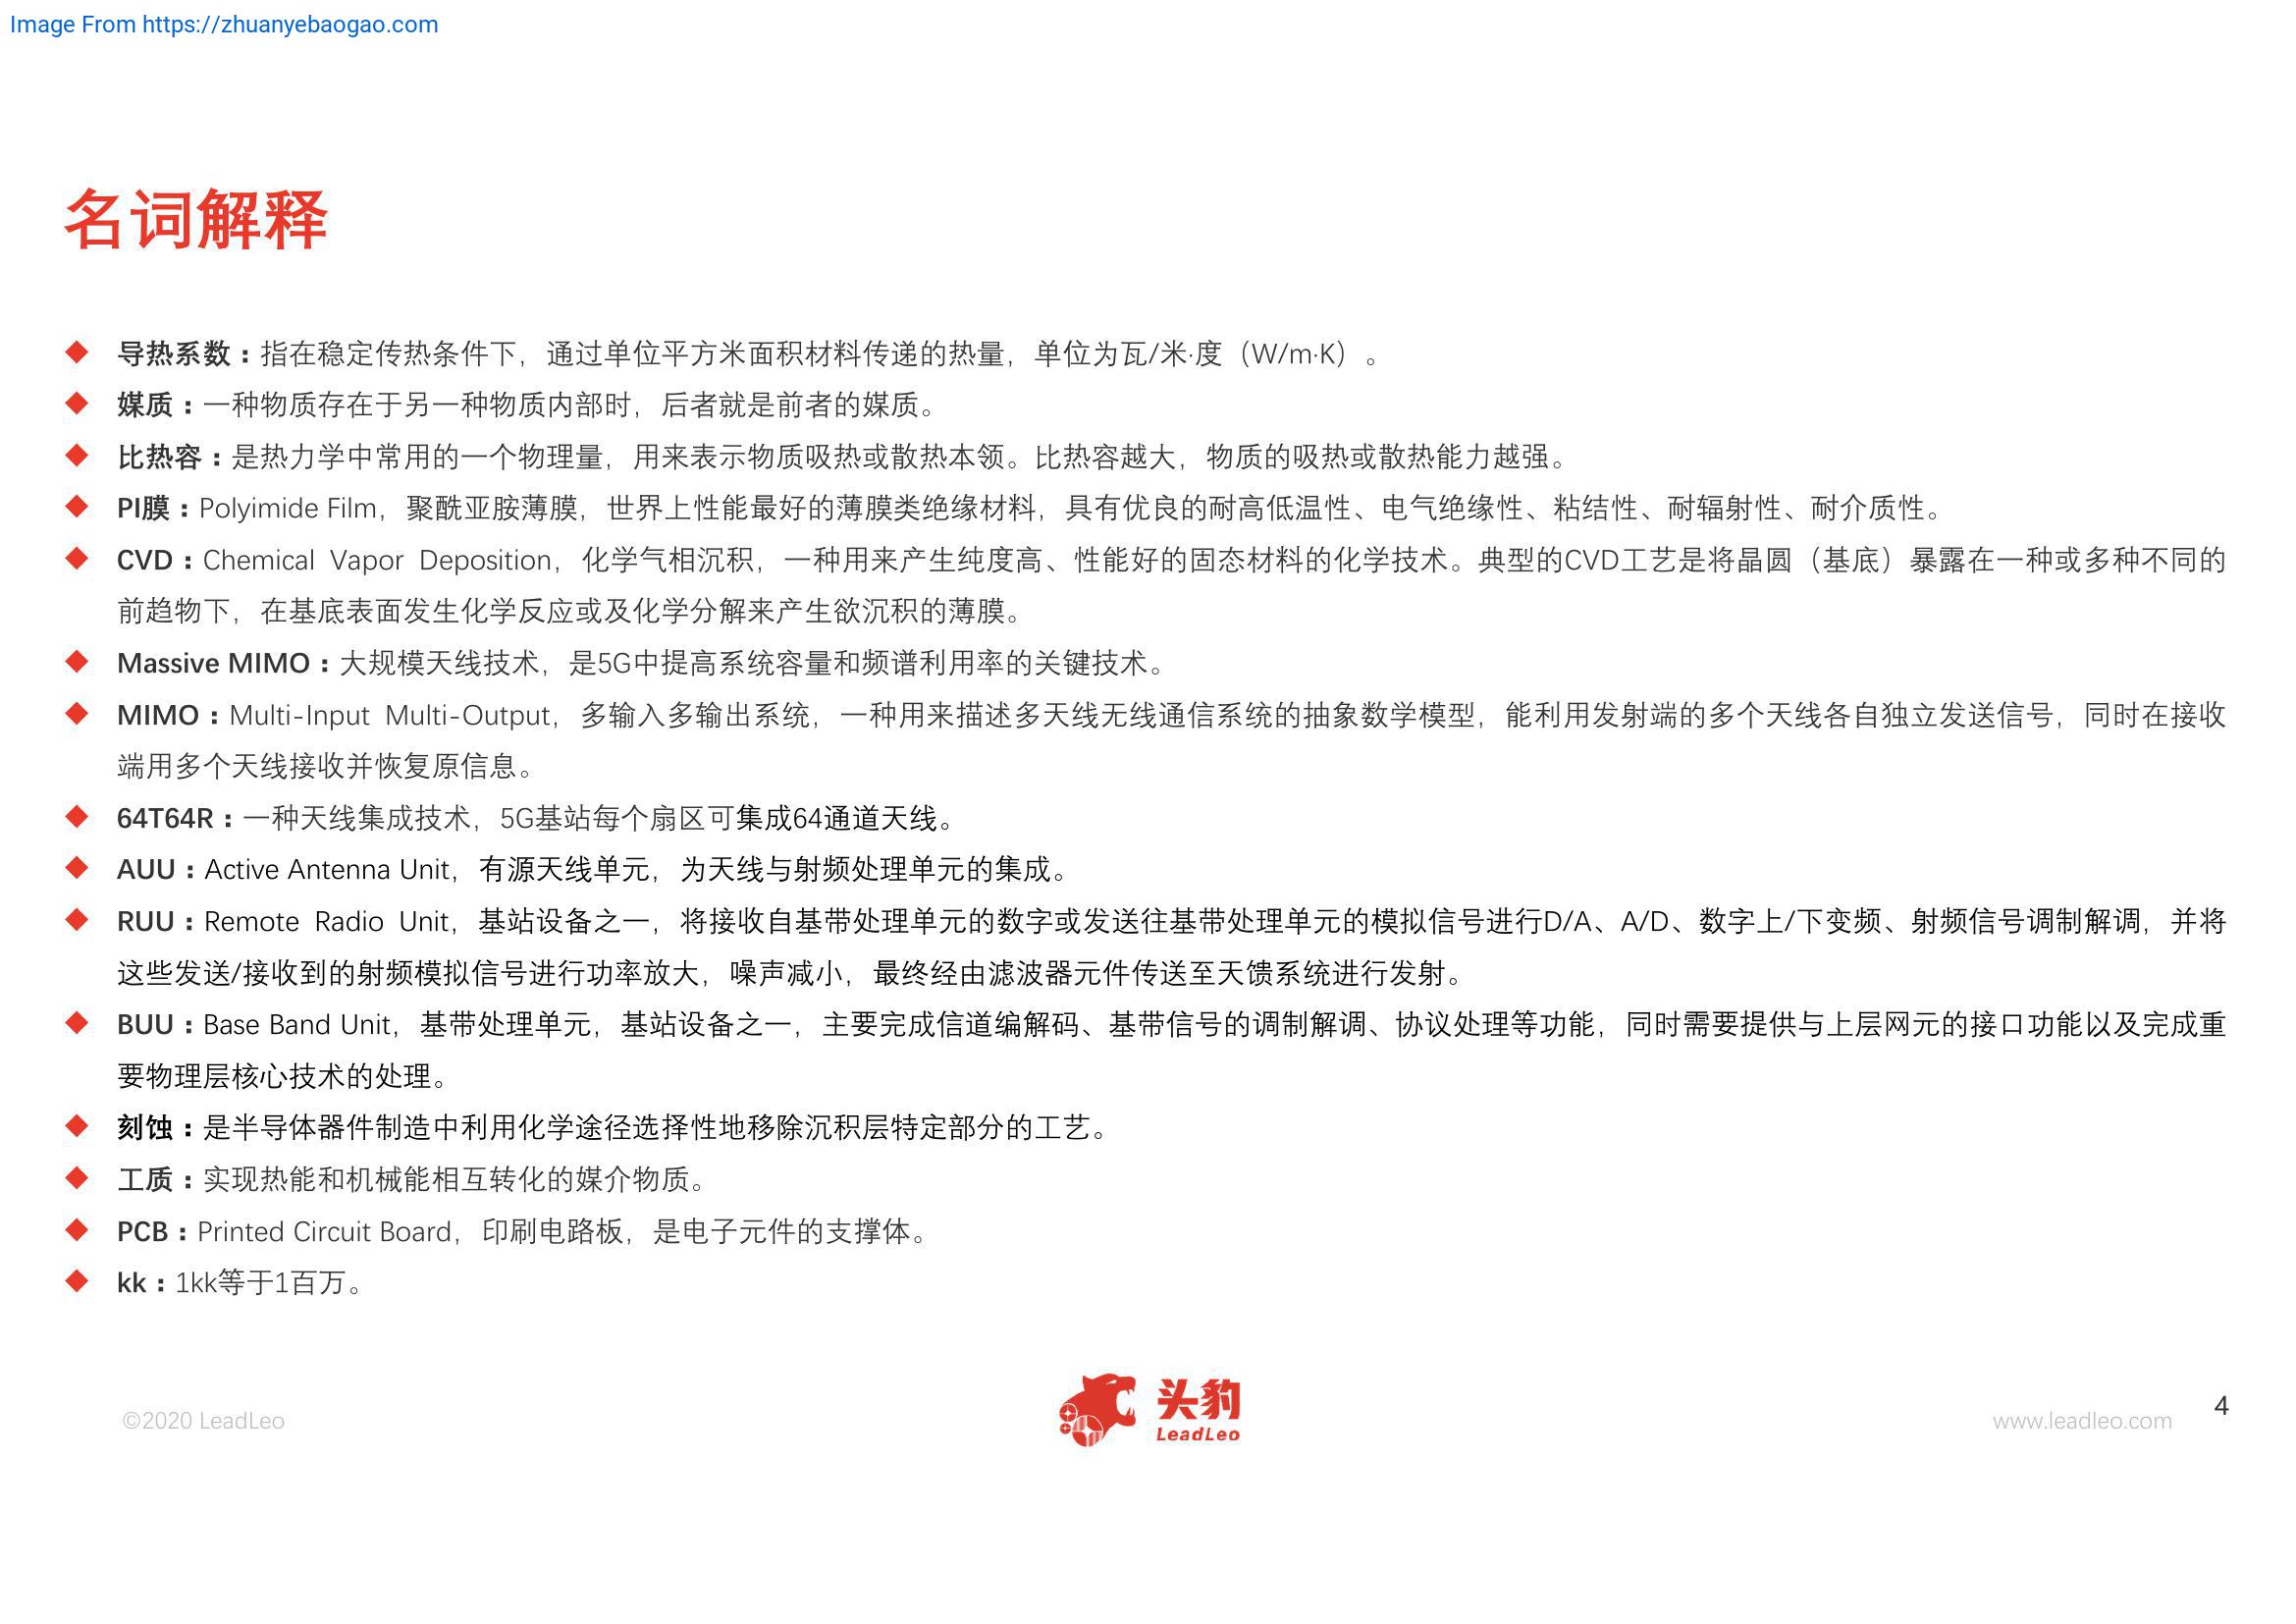 Image From https://zhuanyebaogao.com
名词解释
◆ 导热系数：指在稳定传热条件下，通过单位平方米面积材料传递的热量，单位为瓦/米·度（W/m·K）。
◆ 媒质：一种物质存在于另一种物质内部时，后者就是前者的媒质。
◆ 比热容：是热力学中常用的一个物理量，用来表示物质吸热或散热本领。比热容越大，物质的吸热或散热能力越强。
◆ PI膜：Polyimide Film，聚酰亚胺薄膜，世界上性能最好的薄膜类绝缘材料，具有优良的耐高低温性、电气绝缘性、粘结性、耐辐射性、耐介质性。
◆ CVD：Chemical Vapor Deposition，化学气相沉积，一种用来产生纯度高、性能好的固态材料的化学技术。典型的CVD工艺是将晶圆（基底）暴露在一种或多种不同的
前趋物下，在基底表面发生化学反应或及化学分解来产生欲沉积的薄膜。
◆ Massive MIMO：大规模天线技术，是5G中提高系统容量和频谱利用率的关键技术。
◆ MIMO：Multi-Input Multi-Output，多输入多输出系统，一种用来描述多天线无线通信系统的抽象数学模型，能利用发射端的多个天线各自独立发送信号，同时在接收
端用多个天线接收并恢复原信息。
◆ 64T64R：一种天线集成技术，5G基站每个扇区可集成64通道天线。
◆ AUU：Active Antenna Unit，有源天线单元，为天线与射频处理单元的集成。
◆ RUU：Remote Radio Unit，基站设备之一，将接收自基带处理单元的数字或发送往基带处理单元的模拟信号进行D/A、A/D、数字上/下变频、射频信号调制解调，并将
这些发送/接收到的射频模拟信号进行功率放大，噪声减小，最终经由滤波器元件传送至天馈系统进行发射。
◆ BUU：Base Band Unit，基带处理单元，基站设备之一，主要完成信道编解码、基带信号的调制解调、协议处理等功能，同时需要提供与上层网元的接口功能以及完成重
要物理层核心技术的处理。
◆ 刻蚀：是半导体器件制造中利用化学途径选择性地移除沉积层特定部分的工艺。
◆ 工质：实现热能和机械能相互转化的媒介物质。
◆ PCB：Printed Circuit Board，印刷电路板，是电子元件的支撑体。
◆ kk：1kk等于1百万。
©2020 LeadLeo
头豹
LeadLeo
www.leadleo.com
4